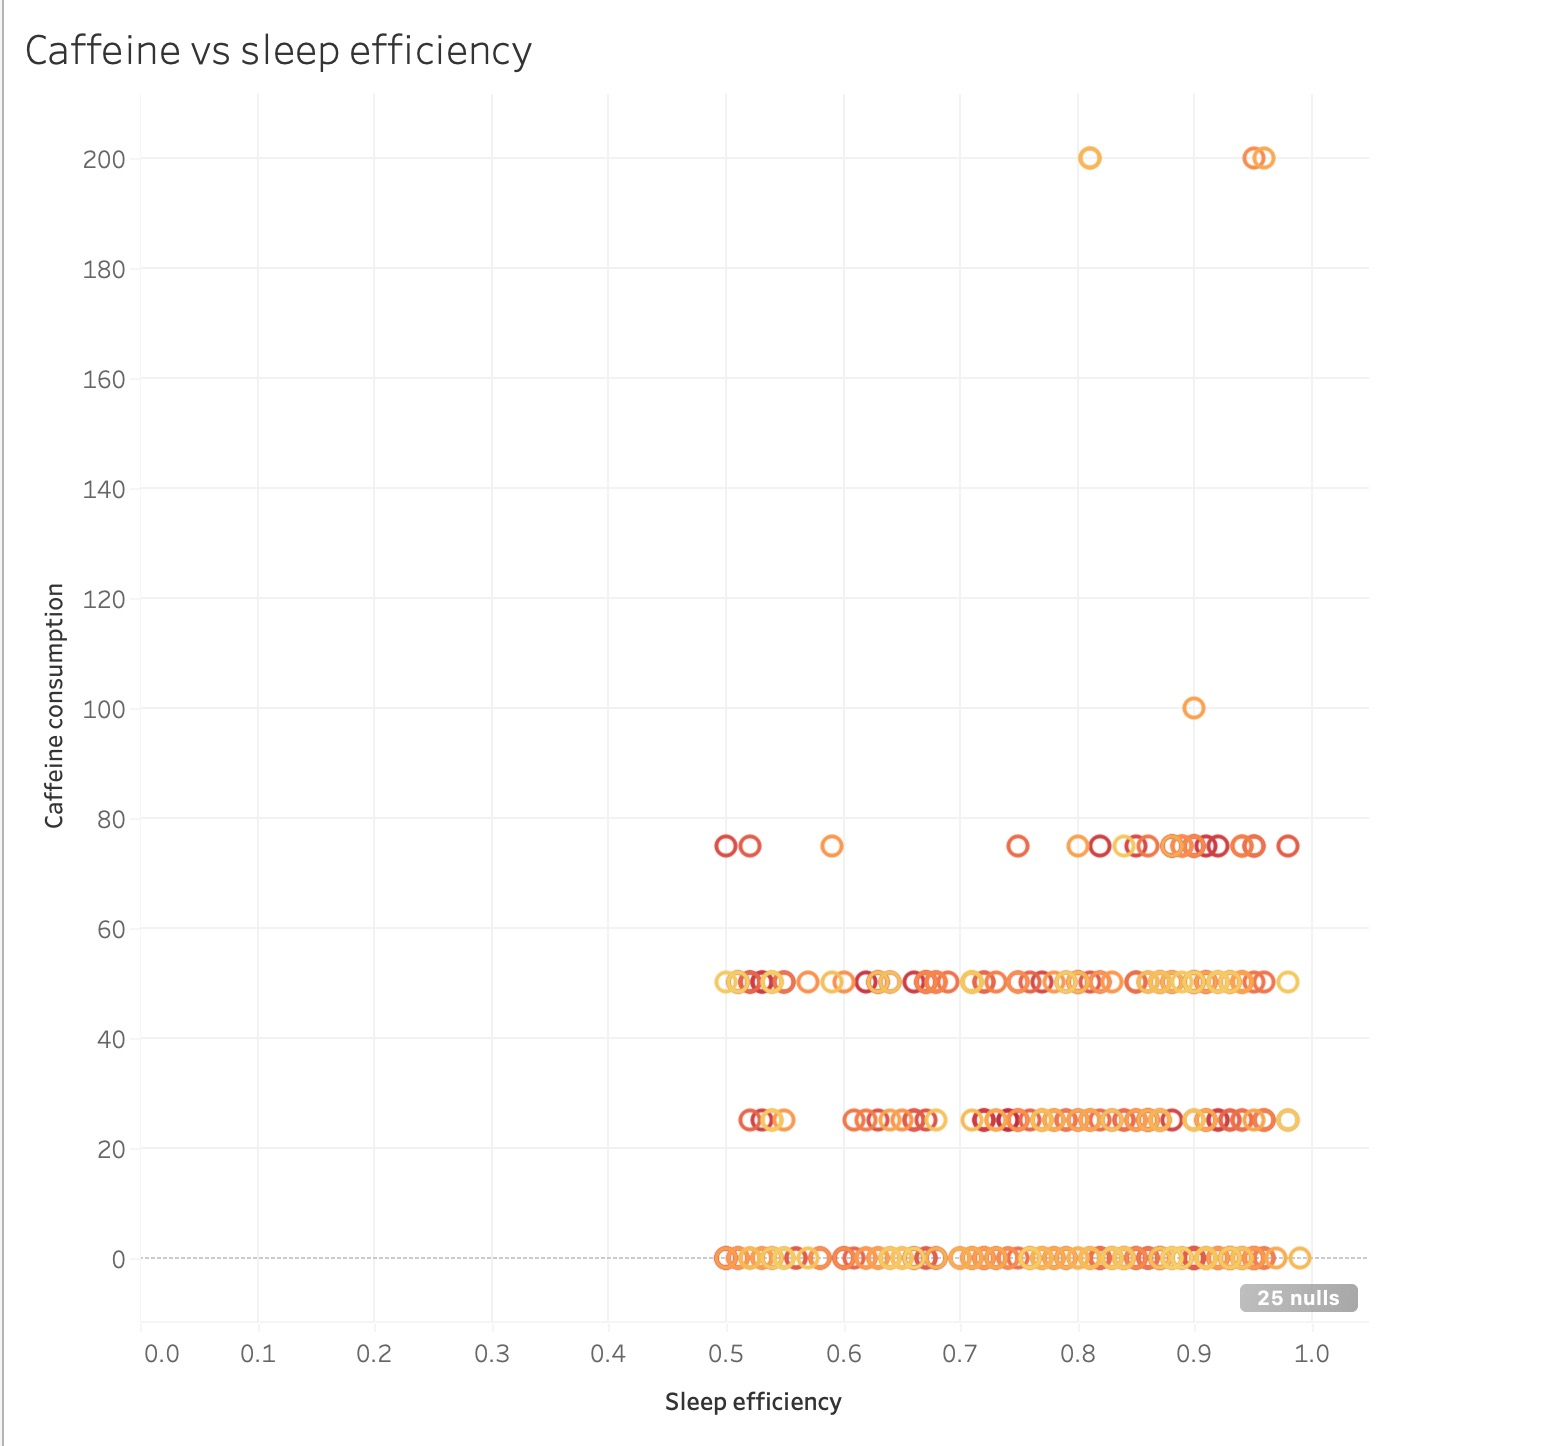 Caffeine vs sleep efficiency
200
180
160
140
120
100
80
60
40
20
0
Caffeine consumption
25 nulls
0.0 0.1 0.2 0.3 0.4 0.5 0.6 0.7 0.8 0.9 1.0
Sleep efficiency